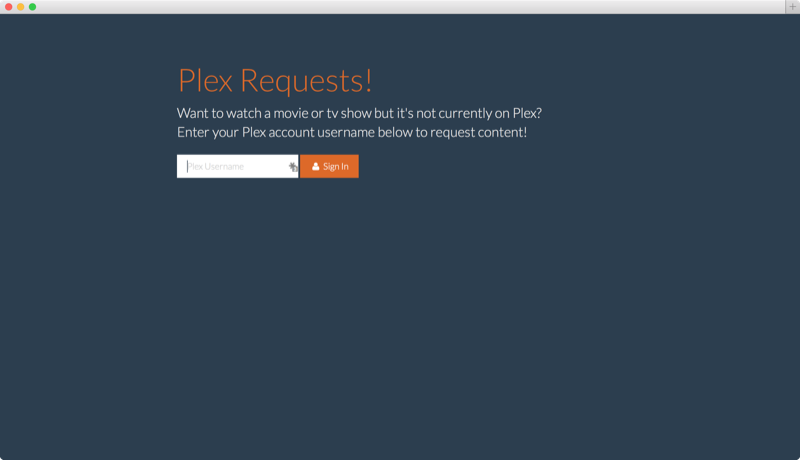 Plex Requests!
Want to watch a movie or tv show but it's not currently on Plex?
Enter your Plex account username below to request content!
Plex Username
Sign In